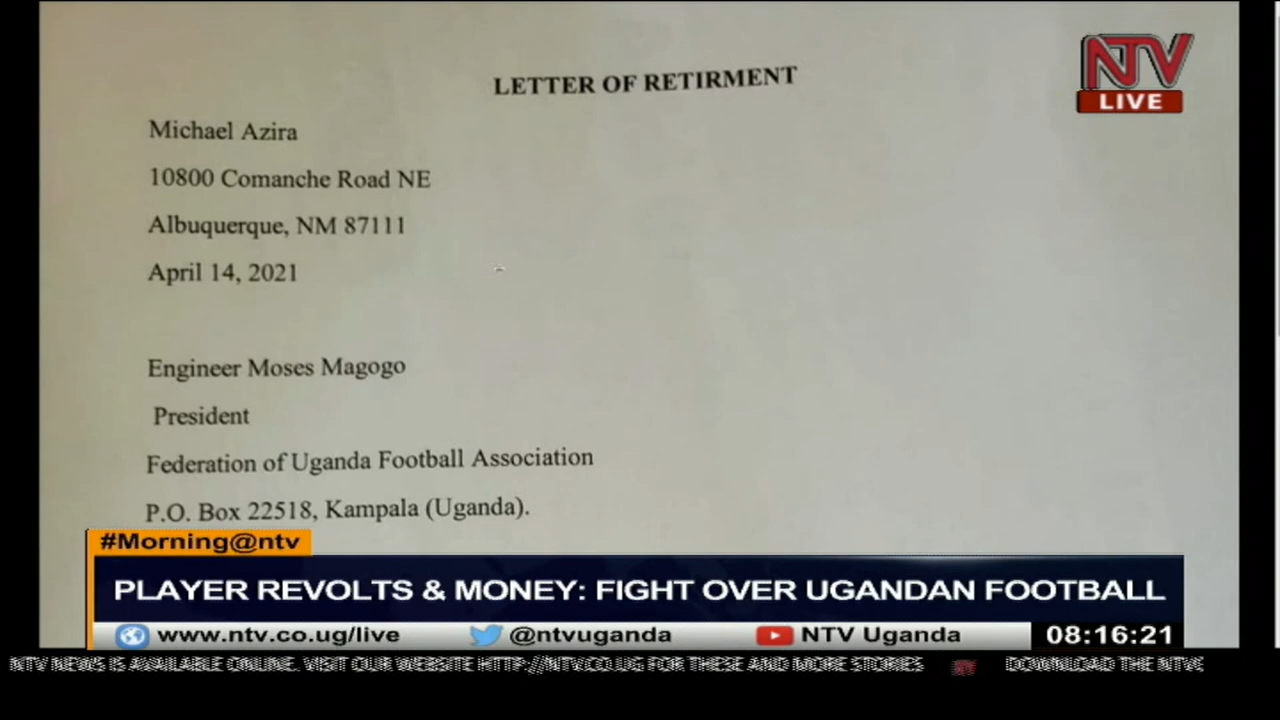 LETTER OF RETIRMENT
NTV
LIVE
Michael Azira
10800 Comanche Road NE
Albuquerque, NM 87111
April 14, 2021
Engineer Moses Magogo
President
Federation of Uganda Football Association
P.O. Box 22518, Kampala (Uganda).
#Morning@ntv
PLAYER REVOLTS & MONEY: FIGHT OVER UGANDAN FOOTBALL
www.ntv.co.ug/live @ntvuganda NTV Uganda 08:16:21
NTV NEWS IS AVAILABLE ONLINE. VISIT OUR WEBSITE HTTP://NTV.CO.UG FOR THESE AND MORE STORIES DOWNLOAD THE